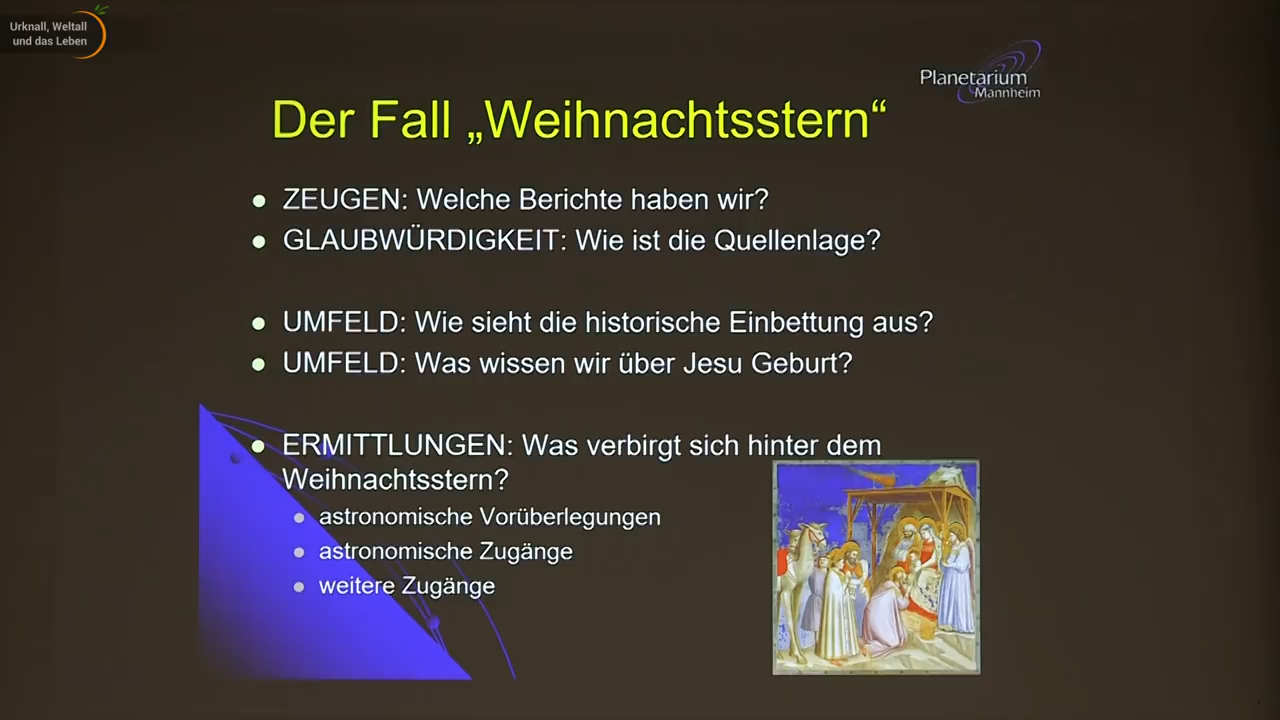 Urknall, Weltall
und das Leben
Planetarium
Mannheim
Der Fall „Weihnachtsstern“
ZEUGEN: Welche Berichte haben wir?
GLAUBWÜRDIGKEIT: Wie ist die Quellenlage?
UMFELD: Wie sieht die historische Einbettung aus?
UMFELD: Was wissen wir über Jesu Geburt?
ERMITTLUNGEN: Was verbirgt sich hinter dem
Weihnachtsstern?
astronomische Vorüberlegungen
astronomische Zugänge
weitere Zugänge